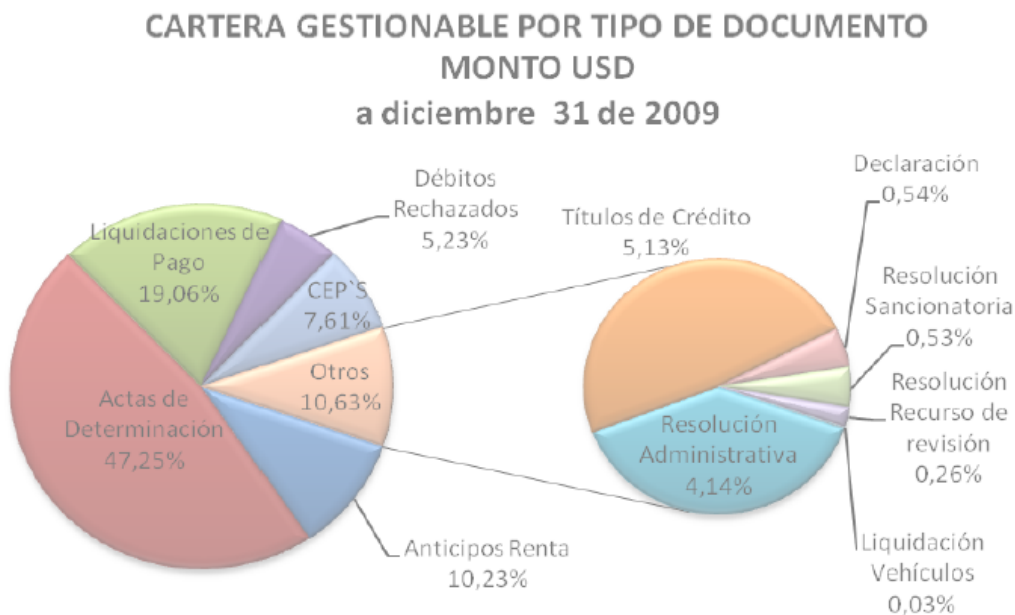 CARTERA GESTIONABLE POR TIPO DE DOCUMENTO
MONTO USD
a diciembre 31 de 2009
Liquidaciones de
Pago
19,06%
Débitos
Rechazados
5,23%
CEP`S
7,61%
Otros
10,63%
Actas de
Determinación
47,25%
Anticipos Renta
10,23%
Títulos de Crédito
5,13%
Declaración
0,54%
Resolución
Sancionatoria
0,53%
Resolución
Recurso de
revisión
0,26%
Resolución
Administrativa
4,14%
Liquidación
Vehículos
0,03%